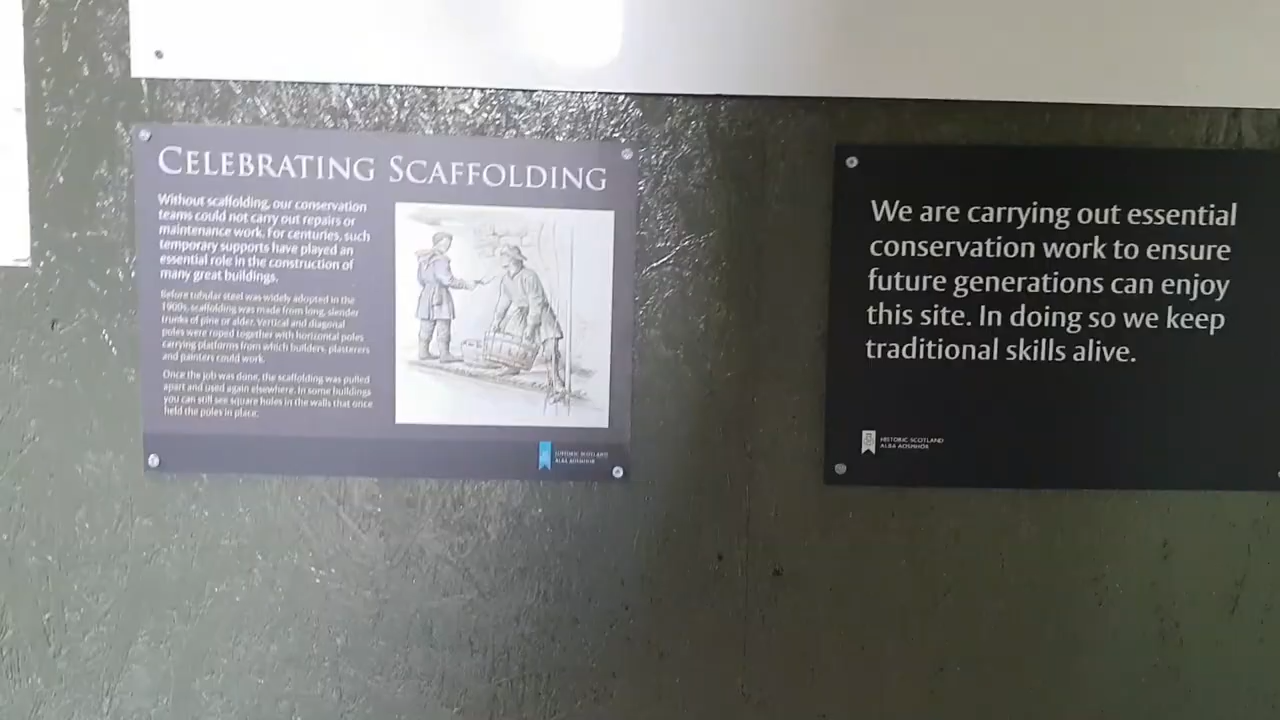 CELEBRATING SCAFFOLDING
Without scaffolding, our conservation
teams could not carry out repairs or
maintenance work. For centuries, such
temporary supports have played an
essential role in the construction of
many great buildings.
Before tubular steel was widely adopted in the
1900s, scaffolding was made from long, slender
trunks of pine or alder. Vertical and diagonal
poles were roped together with horizontal poles
carrying platforms from which builders, plasterers
and painters could work.
Once the job was done, the scaffolding was pulled
apart and used again elsewhere. In some buildings
you can still see square holes in the walls that once
held the poles in place.
HISTORIC SCOTLAND
ALBA AOSMHOR
We are carrying out essential
conservation work to ensure
future generations can enjoy
this site. In doing so we keep
traditional skills alive.
HISTORIC SCOTLAND
ALBA AOSMHOR